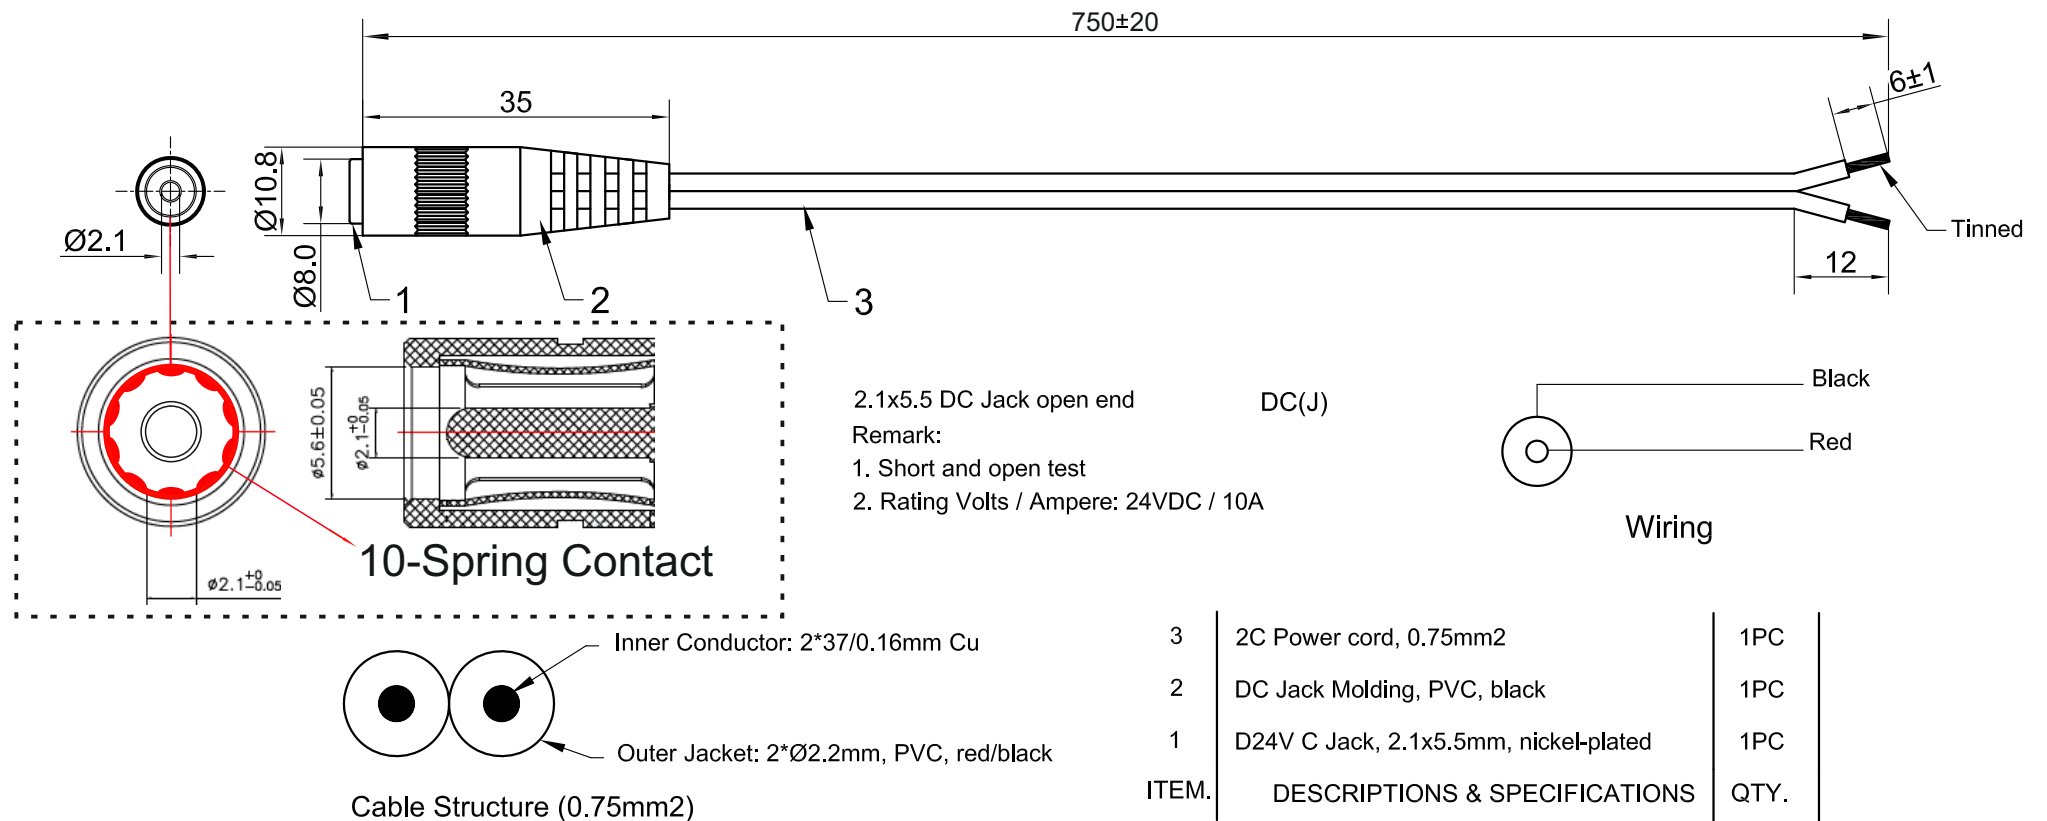 750±20
35
6±1
Ø10.8
Ø8.0
Ø2.1
1
2
3
12
Tinned
ø5.6±0.05
ø2.1+0-0.05
10-Spring Contact
ø2.1+0-0.05
2.1x5.5 DC Jack open end
Remark:
1. Short and open test
2. Rating Volts / Ampere: 24VDC / 10A
DC(J)
Black
Red
Wiring
Inner Conductor: 2*37/0.16mm Cu
Outer Jacket: 2*Ø2.2mm, PVC, red/black
Cable Structure (0.75mm2)
3 2C Power cord, 0.75mm2 1PC
2 DC Jack Molding, PVC, black 1PC
1 D24V C Jack, 2.1x5.5mm, nickel-plated 1PC
ITEM. DESCRIPTIONS & SPECIFICATIONS QTY.